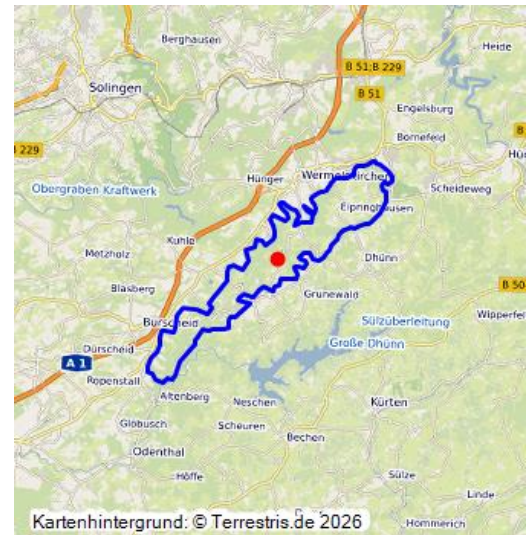 Berghausen
Heide
Solingen
B 51;B 229
B 51
Engelsburg
Bornefeld
B 229
Hünger
Wermelskirchen
Scheideweg
Obergraben Kraftwerk
Eipringhausen
Metzholz
Kuhle
Dhünn
Blasberg
Grunewald
B 50
Burscheid
Sülzüberleitung
Wipperfel
Dürscheid
Große Dhünn
A 1
Ropenstall
Altenberg
Neschen
Kürten
Globusch
Scheuren
Bechen
Odenthal
Höffe
Sülze
Linde
Kartenhintergrund: © Terrestris.de 2026
Hommerich